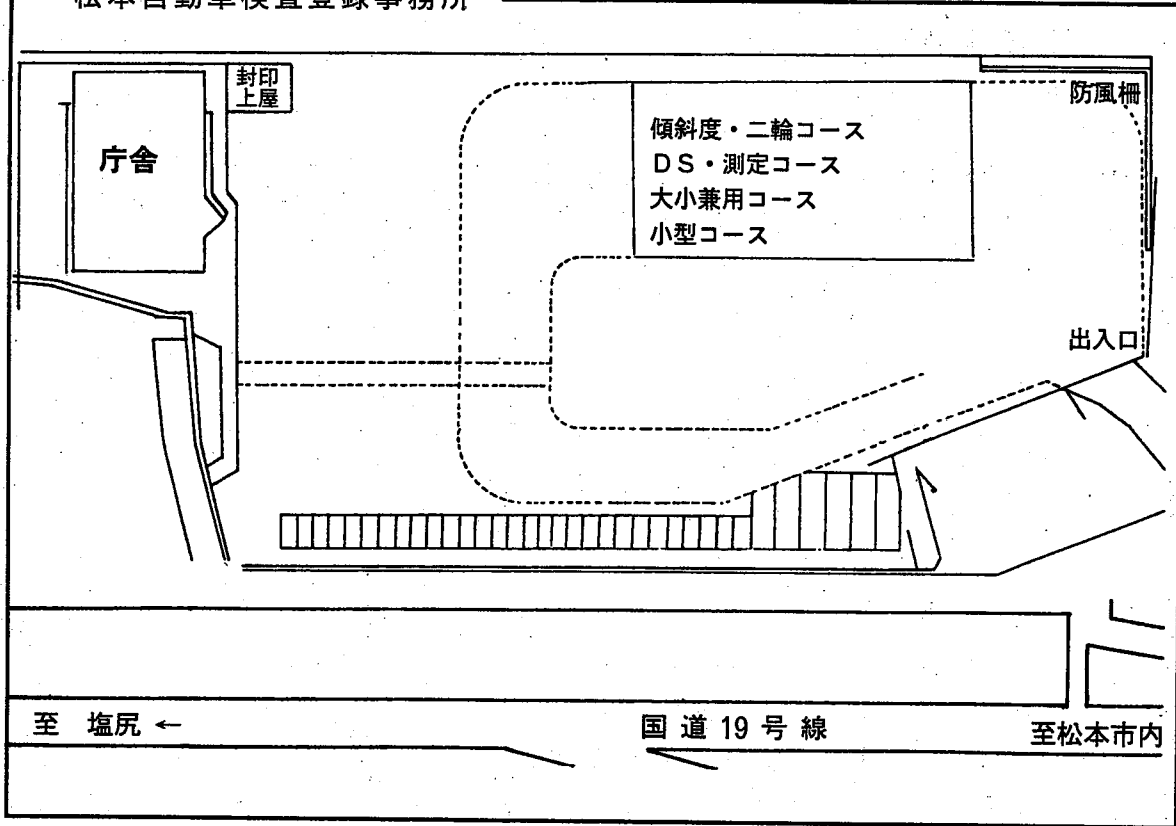 松本自動車検査登録事務所
封印
上屋
防風柵
庁舎
傾斜度・二輪コース
ＤＳ・測定コース
大小兼用コース
小型コース
出入口
至 塩尻 ←
国道19号線
至松本市内